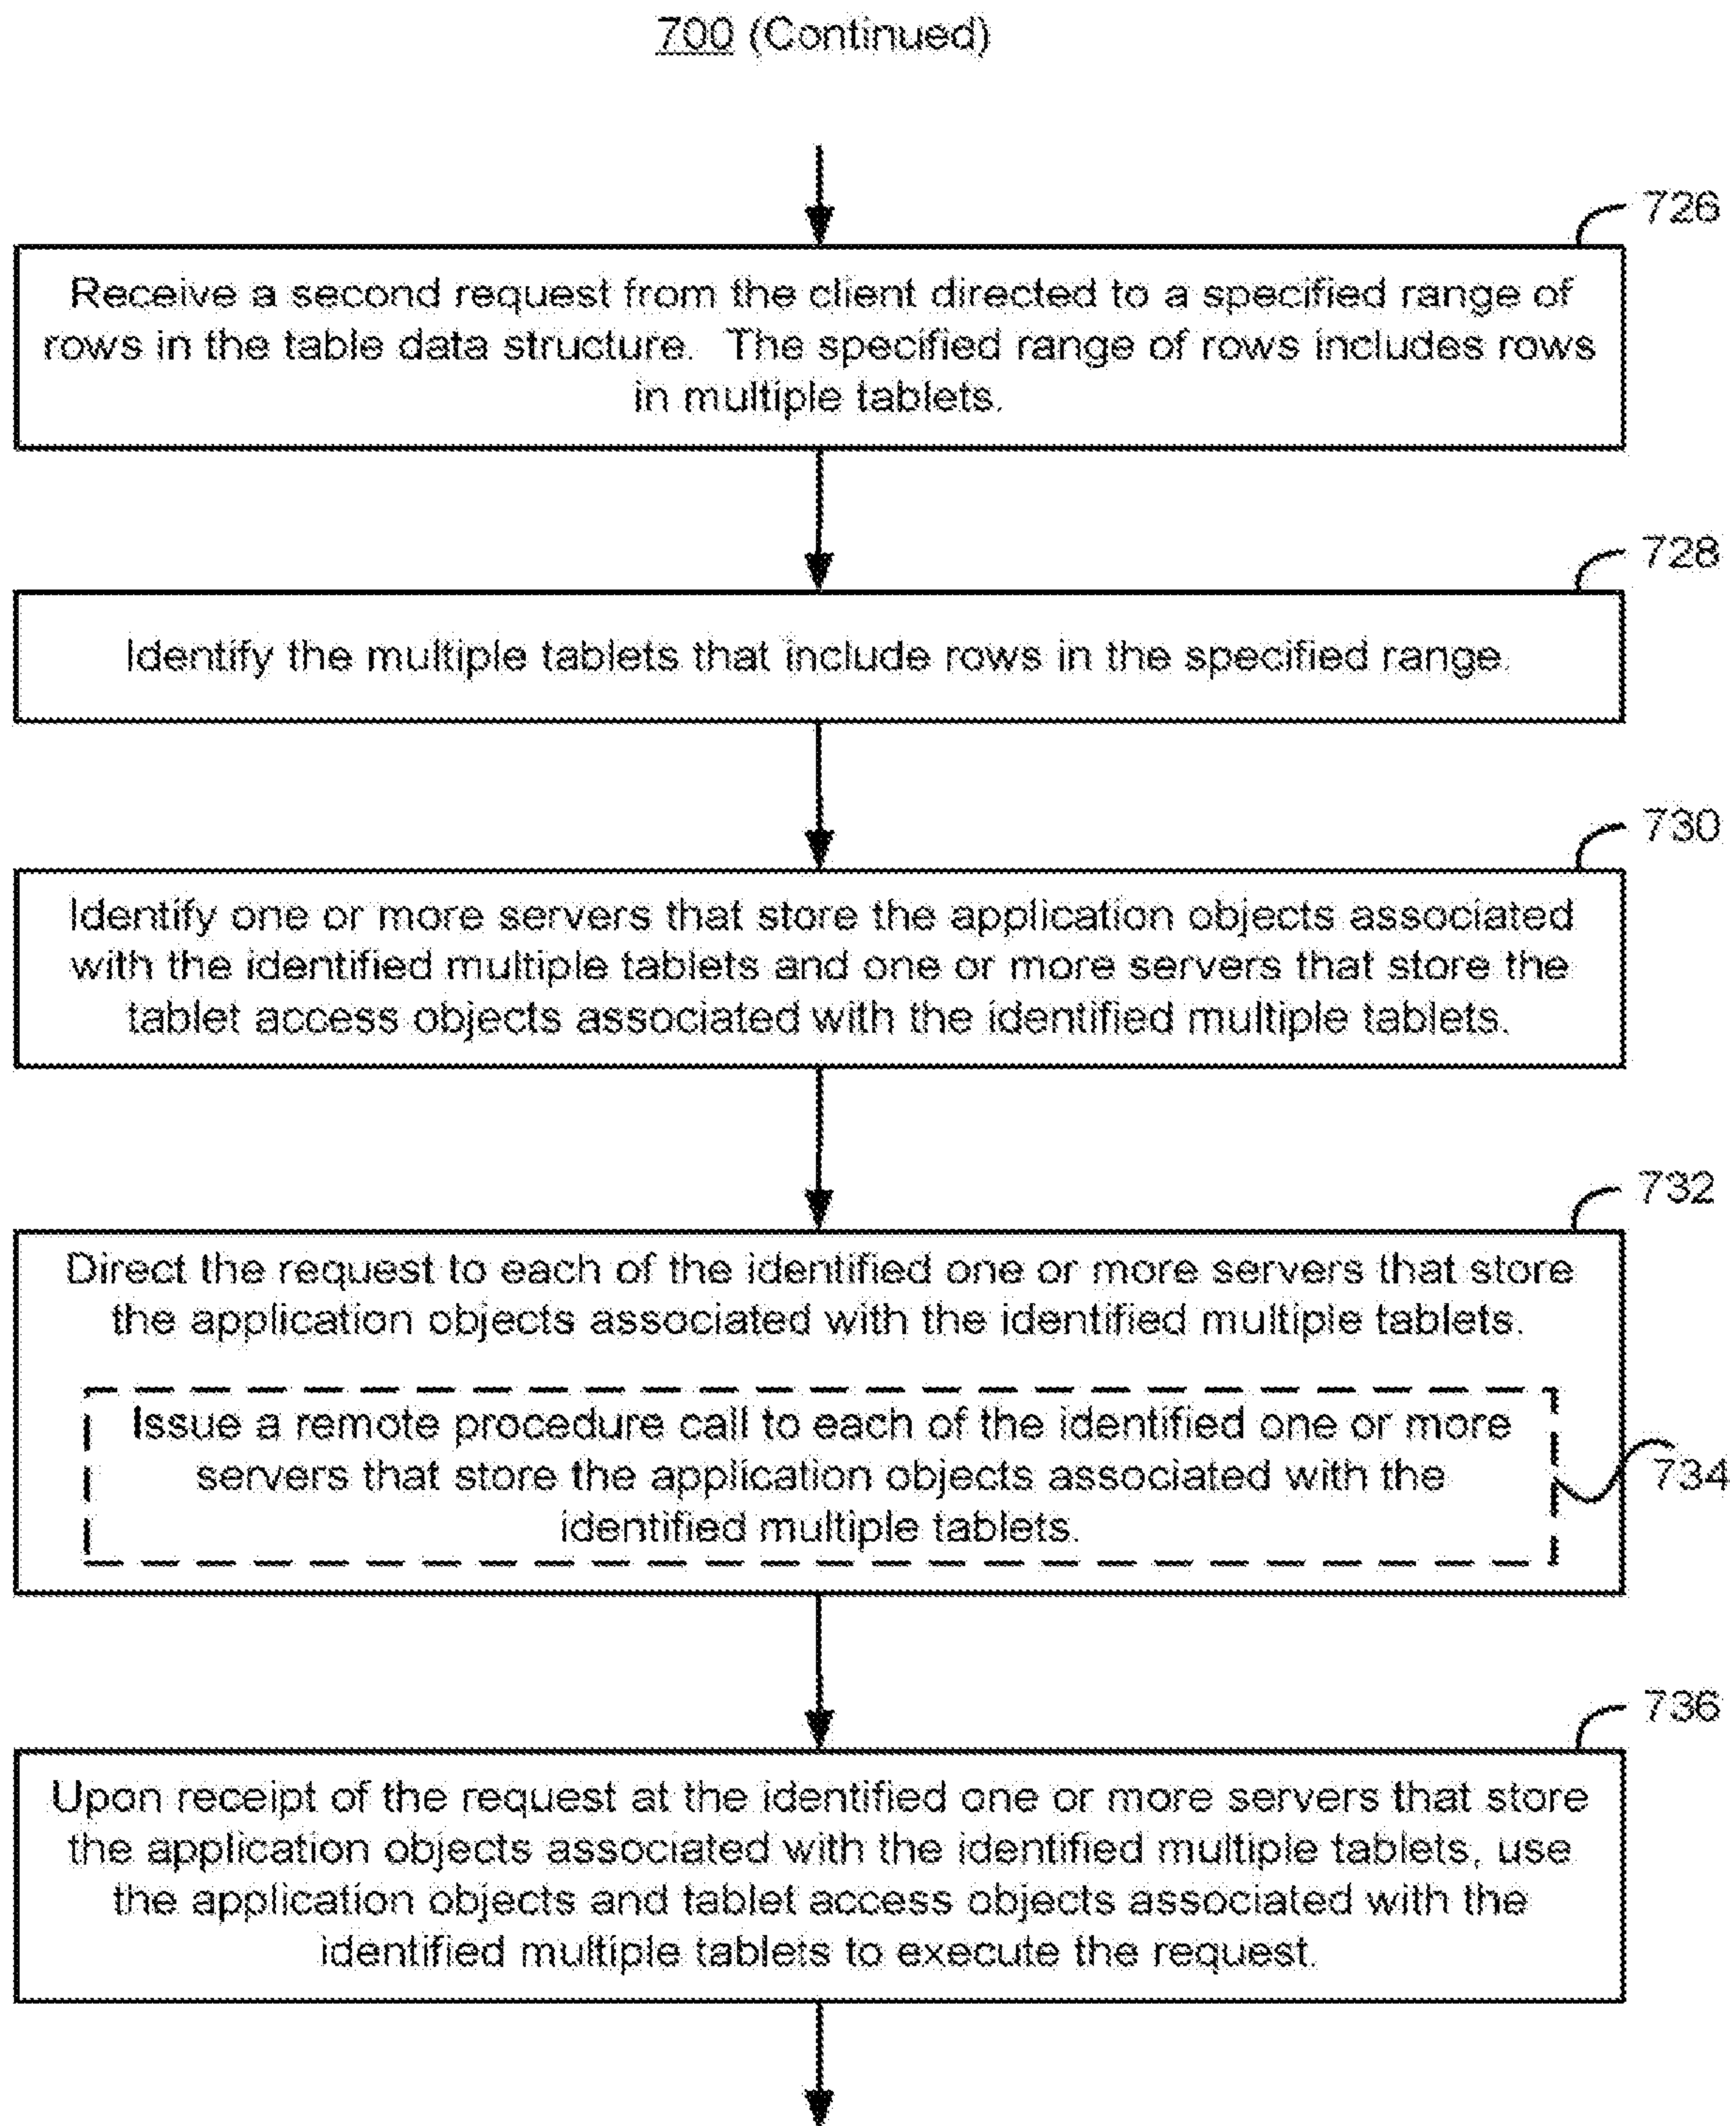 700 (Continued)
726
Receive a second request from the client directed to a specified range of
rows in the table data structure. The specified range of rows includes rows
in multiple tablets.
728
Identify the multiple tablets that include rows in the specified range.
730
Identify one or more servers that store the application objects associated
with the identified multiple tablets and one or more servers that store the
tablet access objects associated with the identified multiple tablets.
732
Direct the request to each of the identified one or more servers that store
the application objects associated with the identified multiple tablets.
Issue a remote procedure call to each of the identified one or more
servers that store the application objects associated with the
identified multiple tablets.
734
736
Upon receipt of the request at the identified one or more servers that store
the application objects associated with the identified multiple tablets, use
the application objects and tablet access objects associated with the
identified multiple tablets to execute the request.